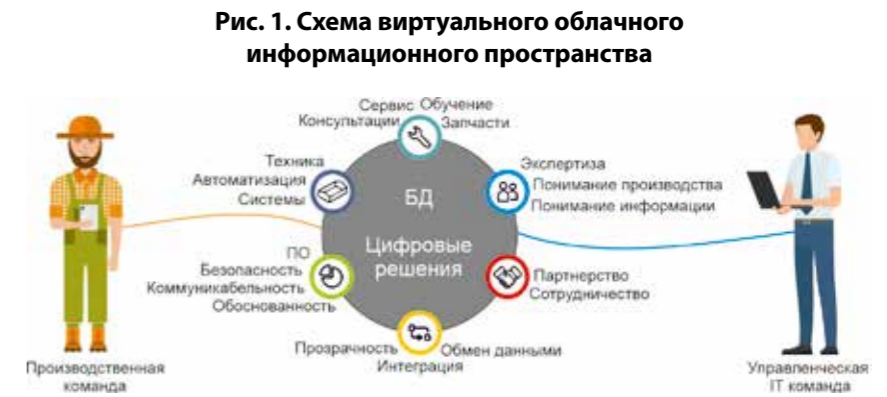 Рис. 1. Схема виртуального облачного
информационного пространства
Сервис Обучение
Консультации Запчасти
Техника
Автоматизация
Системы
Экспертиза
Понимание производства
Понимание информации
БД
Цифровые
решения
ПО
Безопасность
Коммуникабельность
Обоснованность
Партнерство
Сотрудничество
Прозрачность Обмен данными
Интеграция
Производственная
команда
Управленческая
IT команда